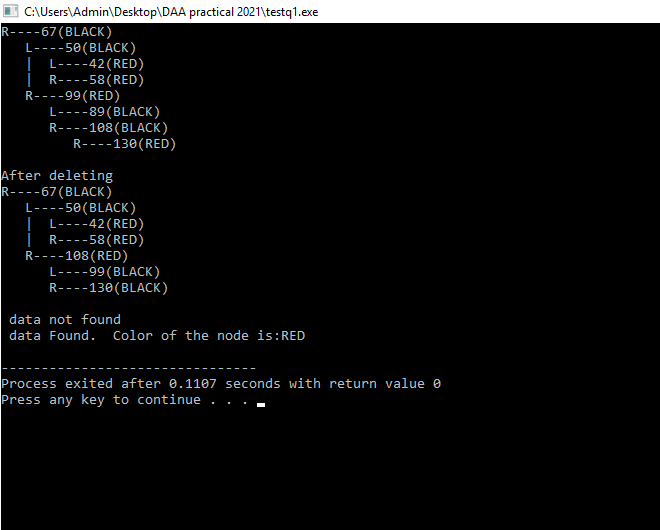 C:\Users\Admin\Desktop\DAA practical 2021\testq1.exe
R----67(BLACK)
   L----50(BLACK)
   |  L----42(RED)
   |  R----58(RED)
   R----99(RED)
      L----89(BLACK)
      R----108(BLACK)
         R----130(RED)

After deleting
R----67(BLACK)
   L----50(BLACK)
   |  L----42(RED)
   |  R----58(RED)
   R----108(RED)
      L----99(BLACK)
      R----130(BLACK)

 data not found
 data Found.  Color of the node is:RED

--------------------------------
Process exited after 0.1107 seconds with return value 0
Press any key to continue . . .